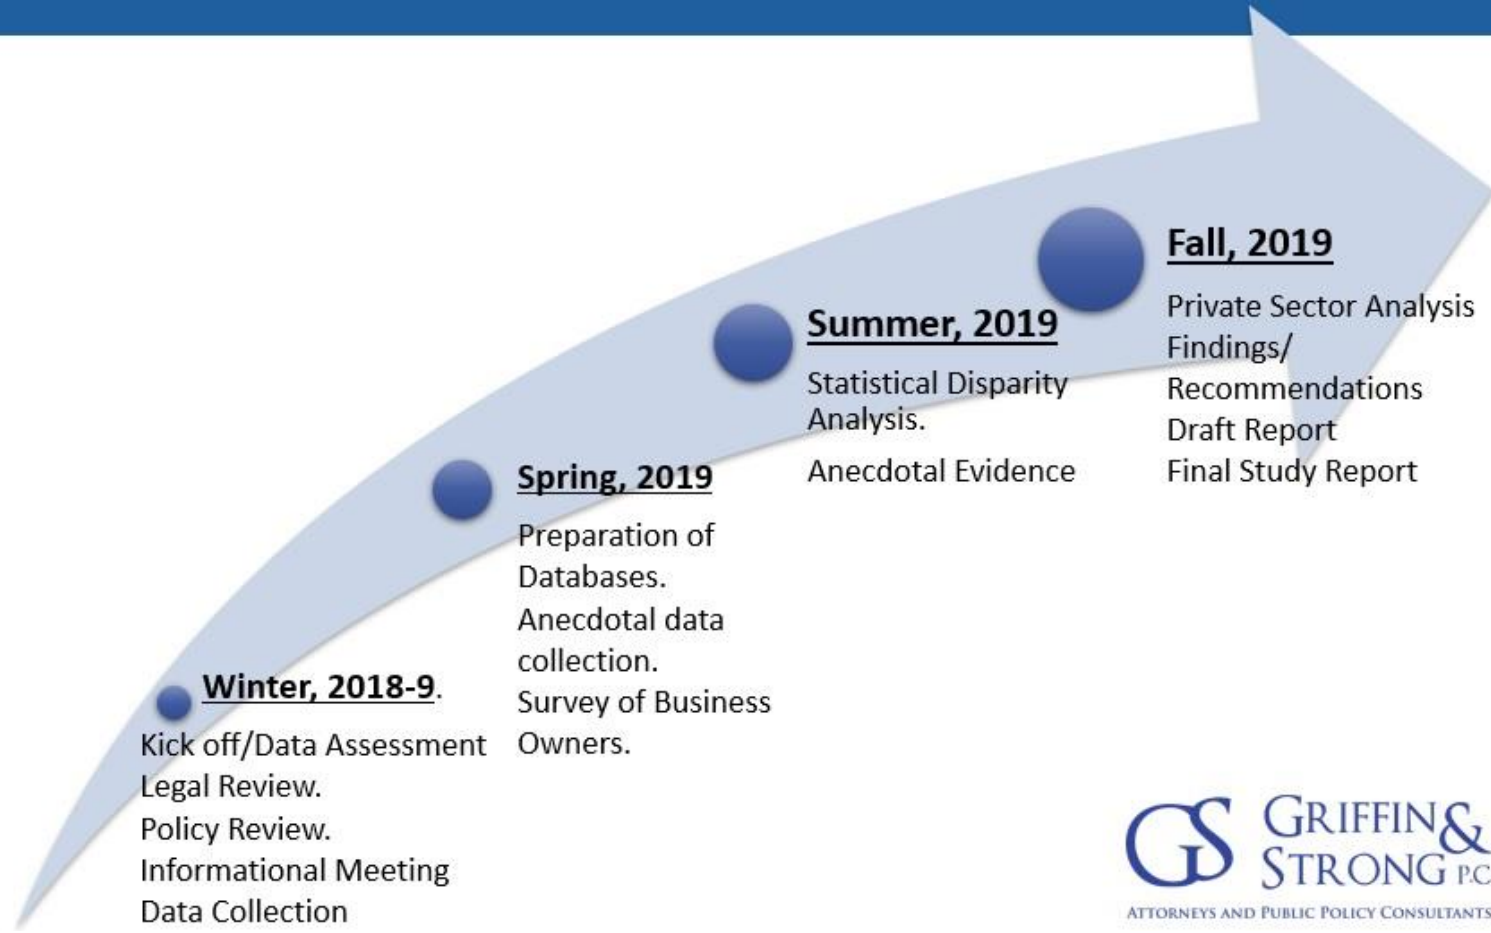 Winter, 2018-9.
Kick off/Data Assessment
Legal Review.
Policy Review.
Informational Meeting
Data Collection
Spring, 2019
Preparation of
Databases.
Anecdotal data
collection.
Survey of Business
Owners.
Summer, 2019
Statistical Disparity
Analysis.
Anecdotal Evidence
Fall, 2019
Private Sector Analysis
Findings/
Recommendations
Draft Report
Final Study Report
GS
GRIFFIN &
STRONG P.C
ATTORNEYS AND PUBLIC POLICY CONSULTANTS